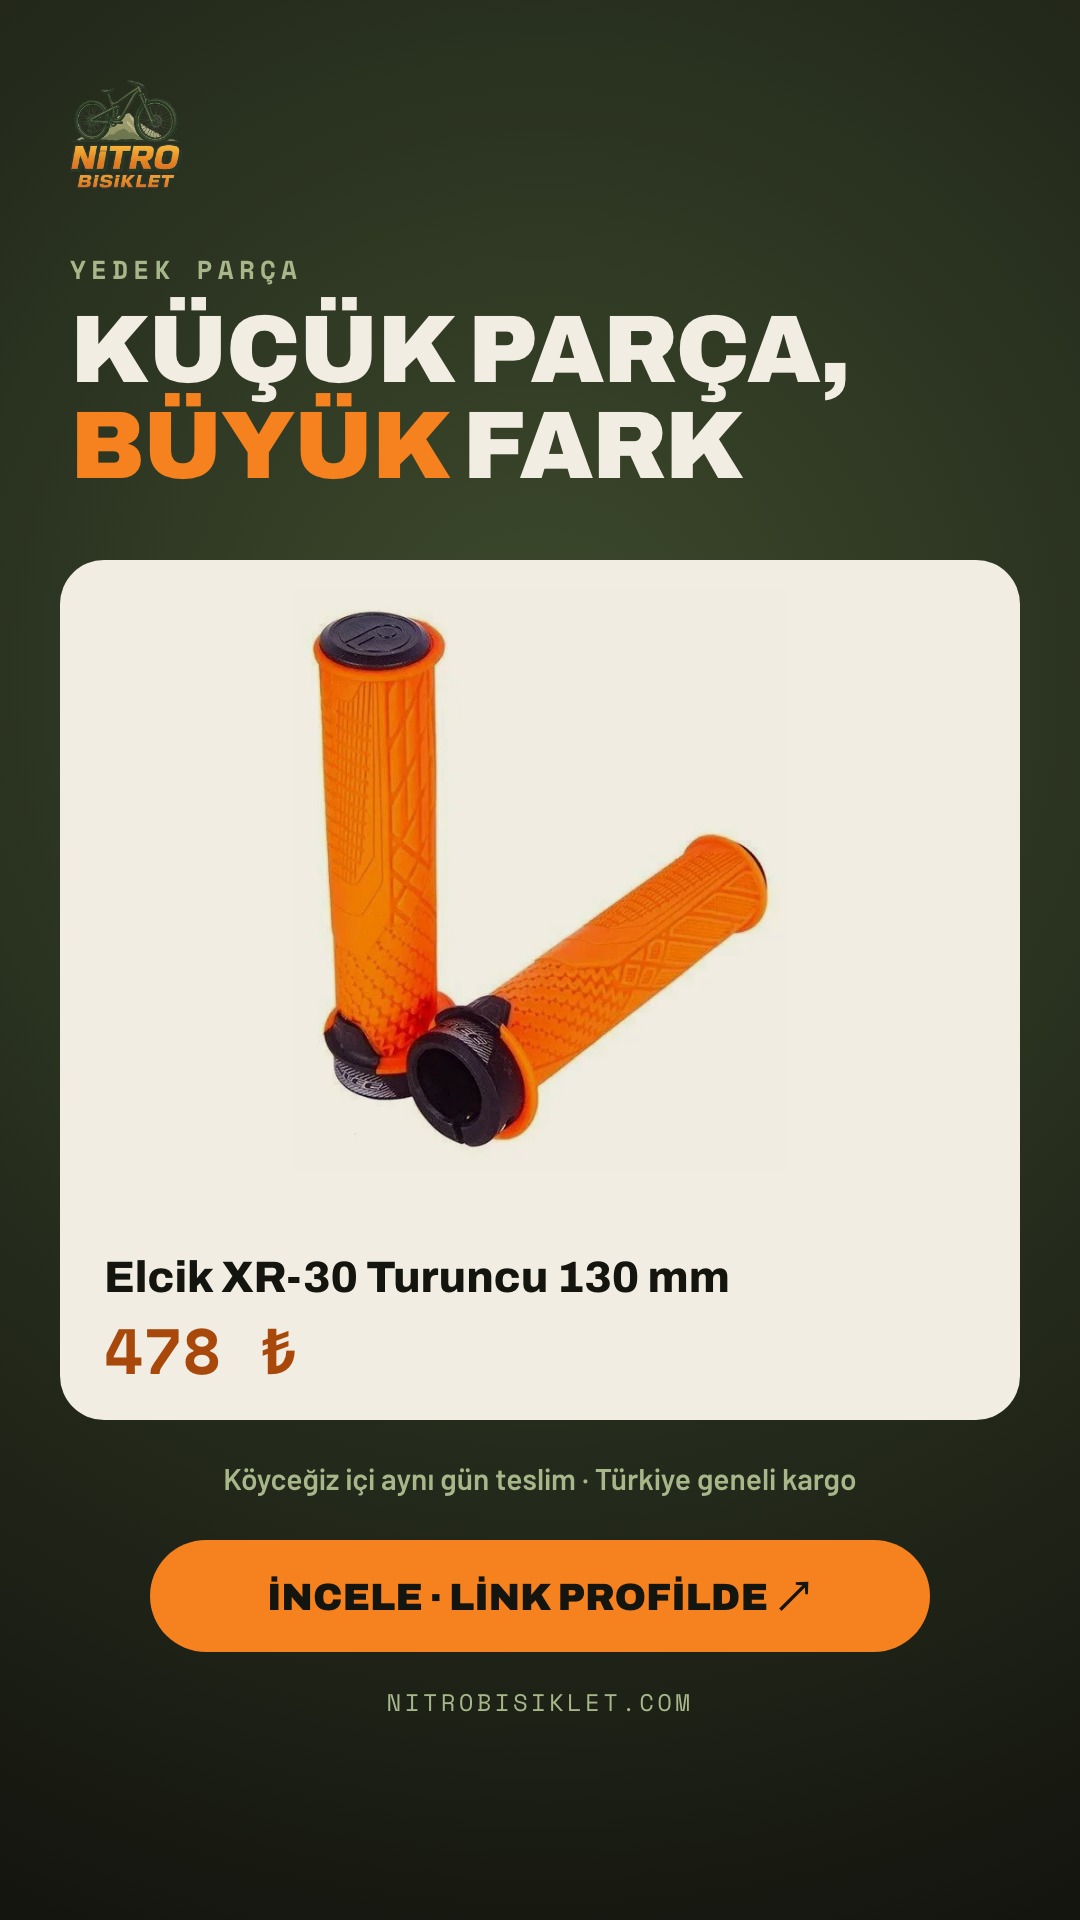 NiTRO
BiSiKLET
YEDEK PARÇA
KÜÇÜK PARÇA,
BÜYÜK FARK
Elcik XR-30 Turuncu 130 mm
478 ₺
Köyceğiz içi aynı gün teslim · Türkiye geneli kargo
İNCELE · LİNK PROFİLDE ↗
NITROBISIKLET.COM